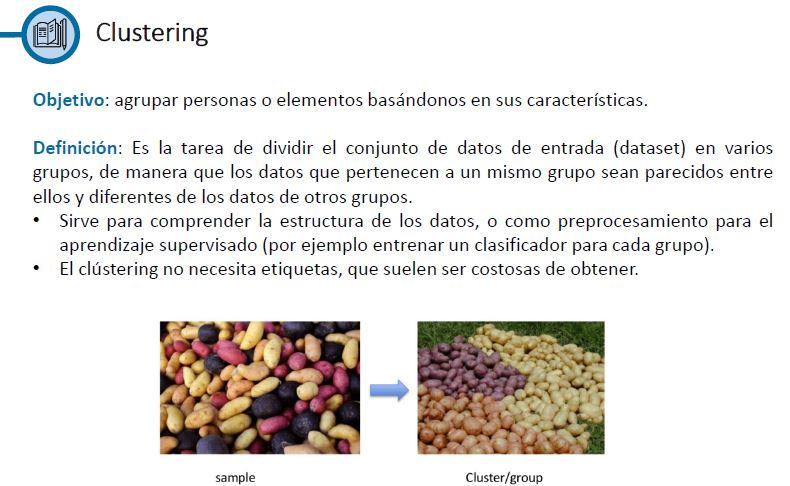 Clustering
Objetivo: agrupar personas o elementos basándonos en sus características.
Definición: Es la tarea de dividir el conjunto de datos de entrada (dataset) en varios
grupos, de manera que los datos que pertenecen a un mismo grupo sean parecidos entre
ellos y diferentes de los datos de otros grupos.
• Sirve para comprender la estructura de los datos, o como preprocesamiento para el
aprendizaje supervisado (por ejemplo entrenar un clasificador para cada grupo).
• El clústering no necesita etiquetas, que suelen ser costosas de obtener.
sample
Cluster/group